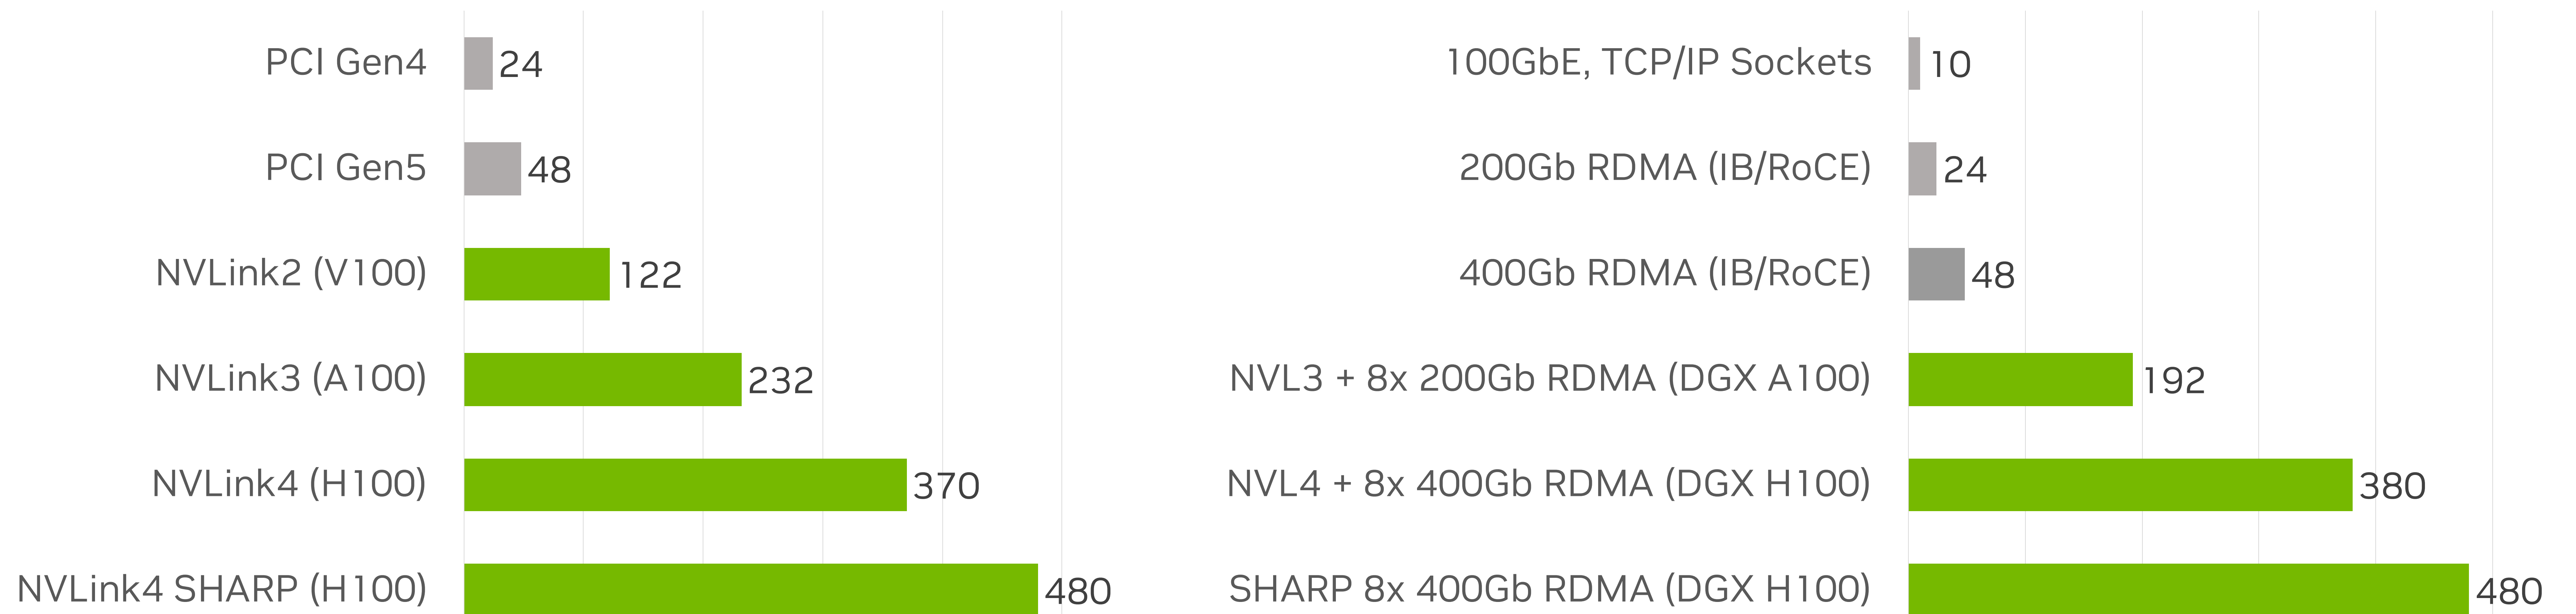 PCI Gen4 24
PCI Gen5 48
NVLink2 (V100) 122
NVLink3 (A100) 232
NVLink4 (H100) 370
NVLink4 SHARP (H100) 480
100GbE, TCP/IP Sockets 10
200Gb RDMA (IB/RoCE) 24
400Gb RDMA (IB/RoCE) 48
NVL3 + 8x 200Gb RDMA (DGX A100) 192
NVL4 + 8x 400Gb RDMA (DGX H100) 380
SHARP 8x 400Gb RDMA (DGX H100) 480